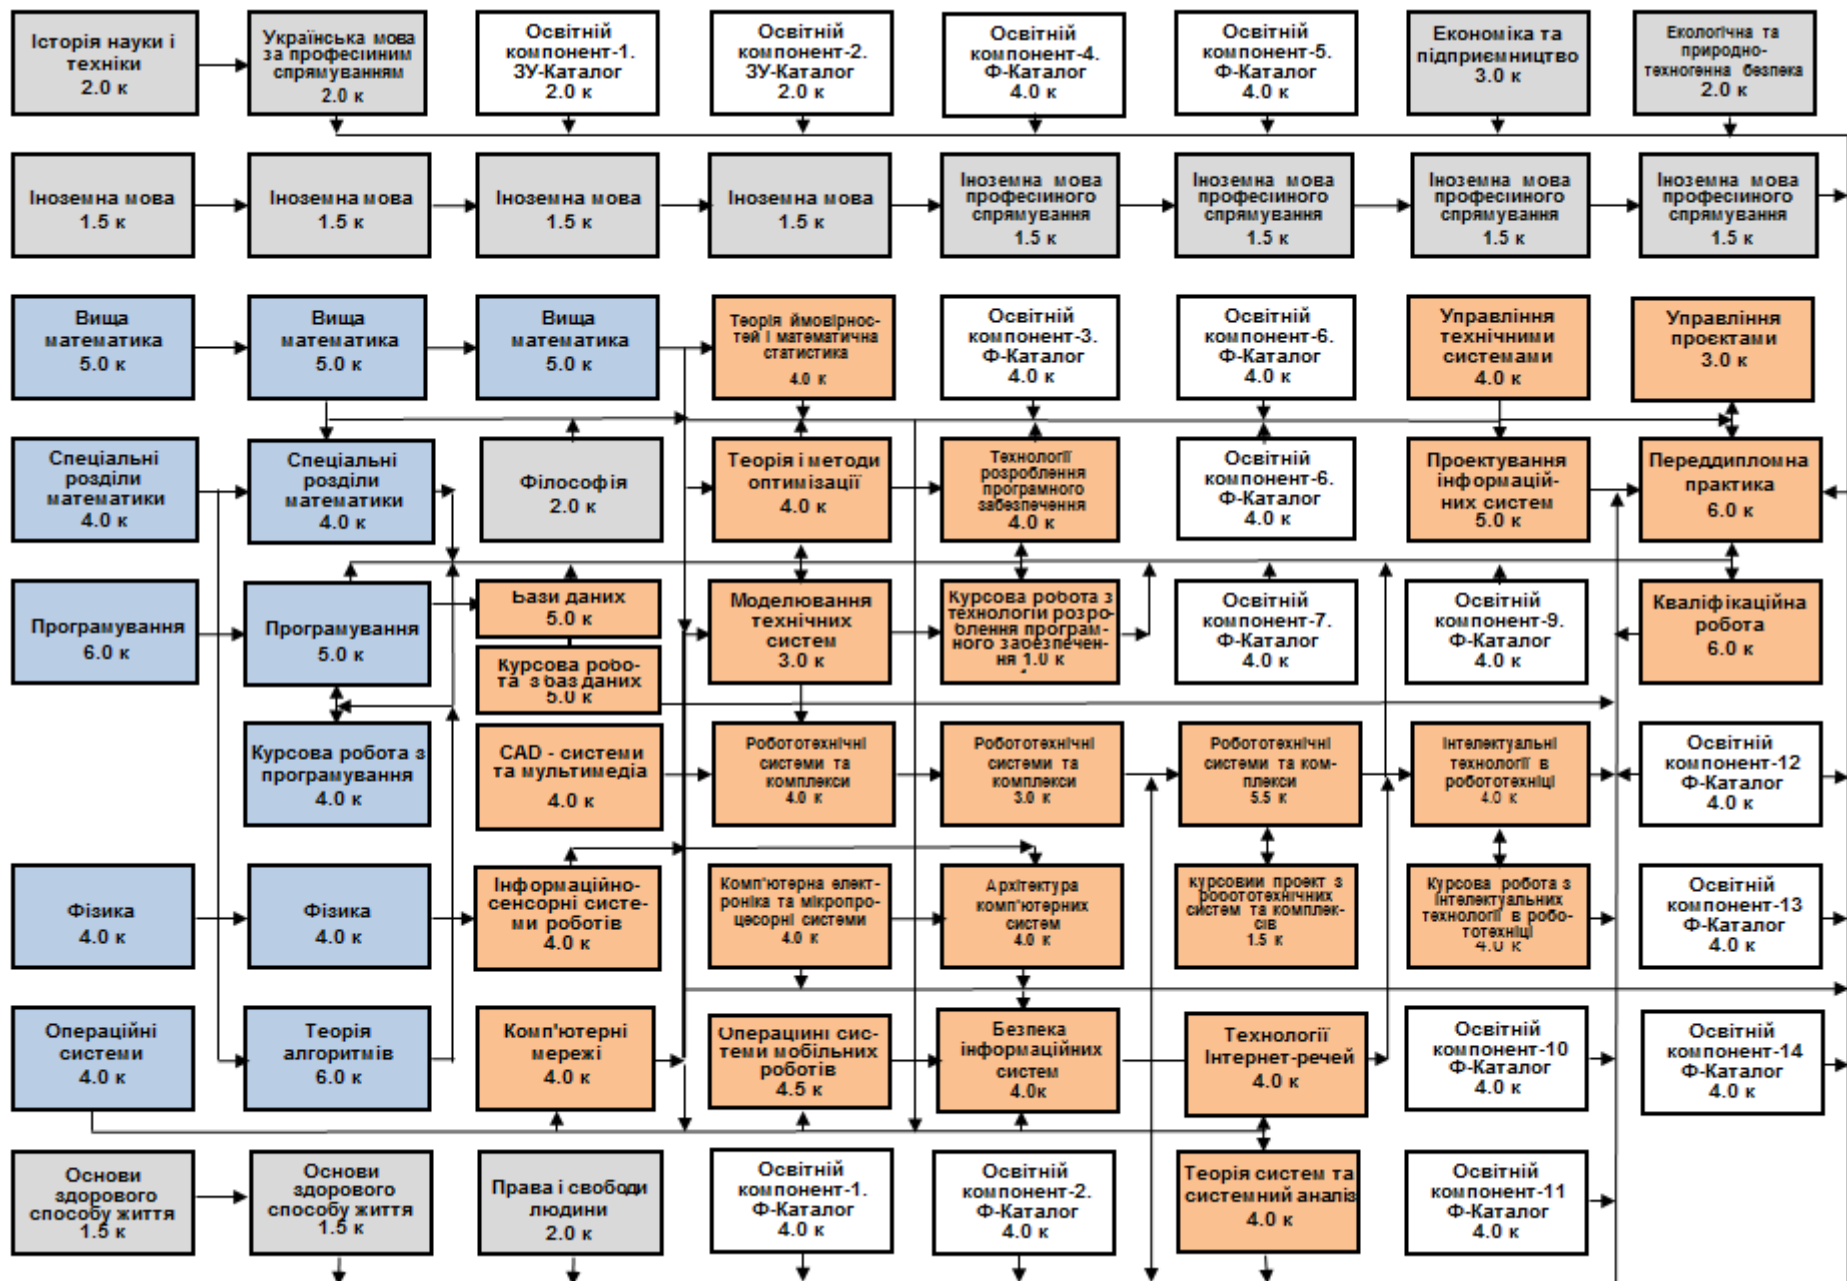 Історія науки і
техніки
2.0 к
Українська мова
за професійним
спрямуванням
2.0 к
Освітній
компонент-1.
ЗУ-Каталог
2.0 к
Освітній
компонент-2.
ЗУ-Каталог
2.0 к
Освітній
компонент-4.
Ф-Каталог
4.0 к
Освітній
компонент-5.
Ф-Каталог
4.0 к
Економіка та
підприємництво
3.0 к
Екологічна та
природно-
техногенна безпека
2.0 к
Іноземна мова
1.5 к
Іноземна мова
1.5 к
Іноземна мова
1.5 к
Іноземна мова
1.5 к
Іноземна мова
професійного
спрямування
1.5 к
Іноземна мова
професійного
спрямування
1.5 к
Іноземна мова
професійного
спрямування
1.5 к
Іноземна мова
професійного
спрямування
1.5 к
Вища
математика
5.0 к
Вища
математика
5.0 к
Вища
математика
5.0 к
Теорія ймовірнос-
тей і математична
статистика
4.0 к
Освітній
компонент-3.
Ф-Каталог
4.0 к
Освітній
компонент-6.
Ф-Каталог
4.0 к
Управління
технічними
системами
4.0 к
Управління
проєктами
3.0 к
Спеціальні
розділи
математики
4.0 к
Спеціальні
розділи
математики
4.0 к
Філософія
2.0 к
Теорія і методи
оптимізації
4.0 к
Технології
розроблення
програмного
забезпечення
4.0 к
Освітній
компонент-6.
Ф-Каталог
4.0 к
Проектування
інформацій-
них систем
5.0 к
Переддипломна
практика
6.0 к
Програмування
6.0 к
Програмування
5.0 к
Бази даних
5.0 к
Курсова робо-
та з баз даних
5.0 к
Моделювання
технічних
систем
3.0 к
Курсова робота з
технологій розро-
блення програм-
ного забезпечен-
ня 1.0 к
Освітній
компонент-7.
Ф-Каталог
4.0 к
Освітній
компонент-9.
Ф-Каталог
4.0 к
Кваліфікаційна
робота
6.0 к
Курсова робота з
програмування
4.0 к
CAD - системи
та мультимедіа
4.0 к
Робототехнічні
системи та
комплекси
4.0 к
Робототехнічні
системи та
комплекси
3.0 к
Робототехнічні
системи та ком-
плекси
5.5 к
Інтелектуальні
технології в
робототехніці
4.0 к
Освітній
компонент-12
Ф-Каталог
4.0 к
Фізика
4.0 к
Фізика
4.0 к
Інформаційно-
сенсорні систе-
ми роботів
4.0 к
Комп'ютерна елект-
роніка та мікропро-
цесорні системи
4.0 к
Архітектура
комп'ютерних
систем
4.0 к
курсовий проект з
робототехнічних
систем та комплек-
сів
1.5 к
Курсова робота з
інтелектуальних
технології в робо-
тотехніці
4.0 к
Освітній
компонент-13
Ф-Каталог
4.0 к
Операційні
системи
4.0 к
Теорія
алгоритмів
6.0 к
Комп'ютерні
мережі
4.0 к
Операційні сис-
теми мобільних
роботів
4.5 к
Безпека
інформаційних
систем
4.0к
Технології
Інтернет-речей
4.0 к
Освітній
компонент-10
Ф-Каталог
4.0 к
Освітній
компонент-14
Ф-Каталог
4.0 к
Основи
здорового
способу життя
1.5 к
Основи
здорового
способу життя
1.5 к
Права і свободи
людини
2.0 к
Освітній
компонент-1.
Ф-Каталог
4.0 к
Освітній
компонент-2.
Ф-Каталог
4.0 к
Теорія систем та
системний аналіз
4.0 к
Освітній
компонент-11
Ф-Каталог
4.0 к